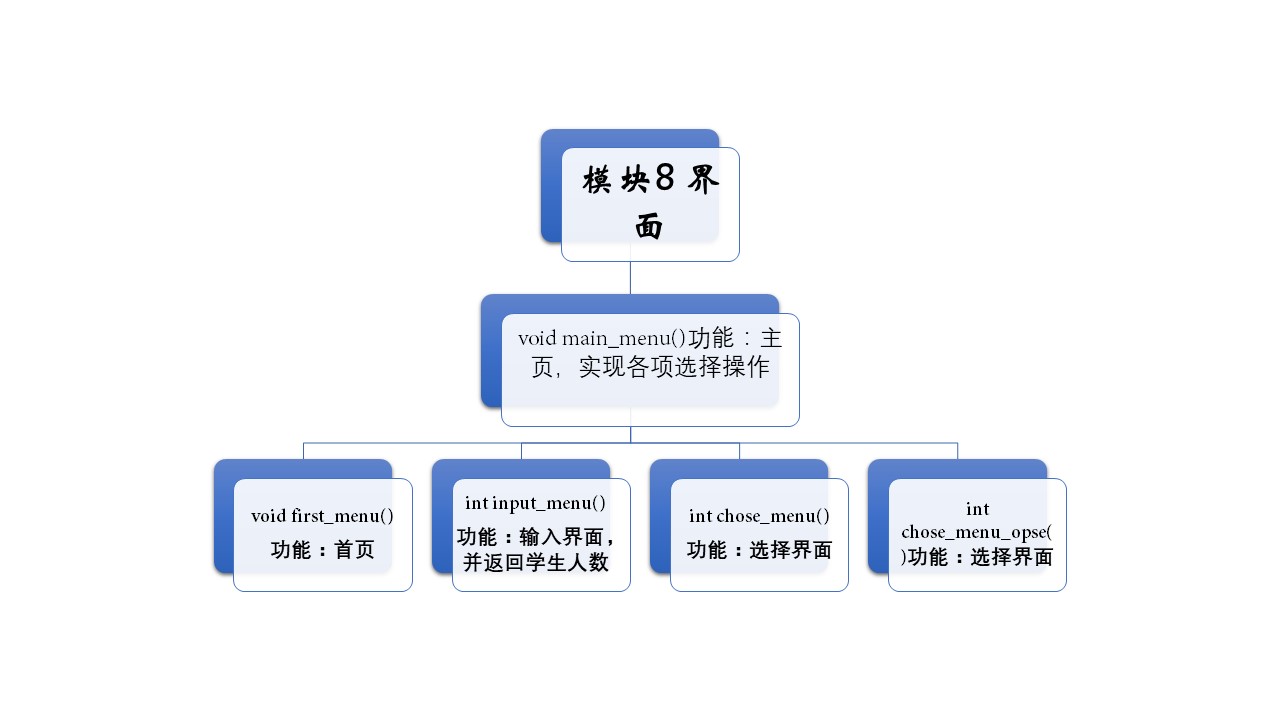 模块8 界
面
void main_menu()功能：主
页，实现各项选择操作
void first_menu()
功能：首页
int input_menu()
功能：输入界面，
并返回学生人数
int chose_menu()
功能：选择界面
int
chose_menu_opse(
)功能：选择界面